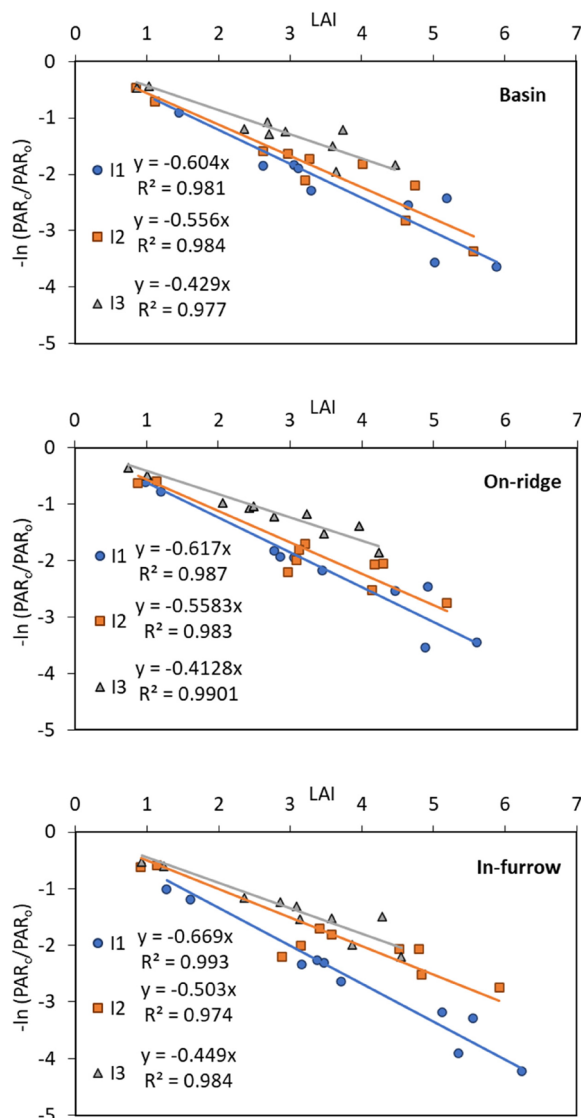 LAI
0 1 2 3 4 5 6 7
0
-1
-2
-3
-4
-5
-ln (PARc/PARo)
Basin
I1 y = -0.604x
R² = 0.981
I2 y = -0.556x
R² = 0.984
I3 y = -0.429x
R² = 0.977
LAI
0 1 2 3 4 5 6 7
0
-1
-2
-3
-4
-5
-ln (PARc/PARo)
On-ridge
I1 y = -0.617x
R² = 0.987
I2 y = -0.5583x
R² = 0.983
I3 y = -0.4128x
R² = 0.9901
LAI
0 1 2 3 4 5 6 7
0
-1
-2
-3
-4
-5
-ln (PARc/PARo)
In-furrow
I1 y = -0.669x
R² = 0.993
I2 y = -0.503x
R² = 0.974
I3 y = -0.449x
R² = 0.984